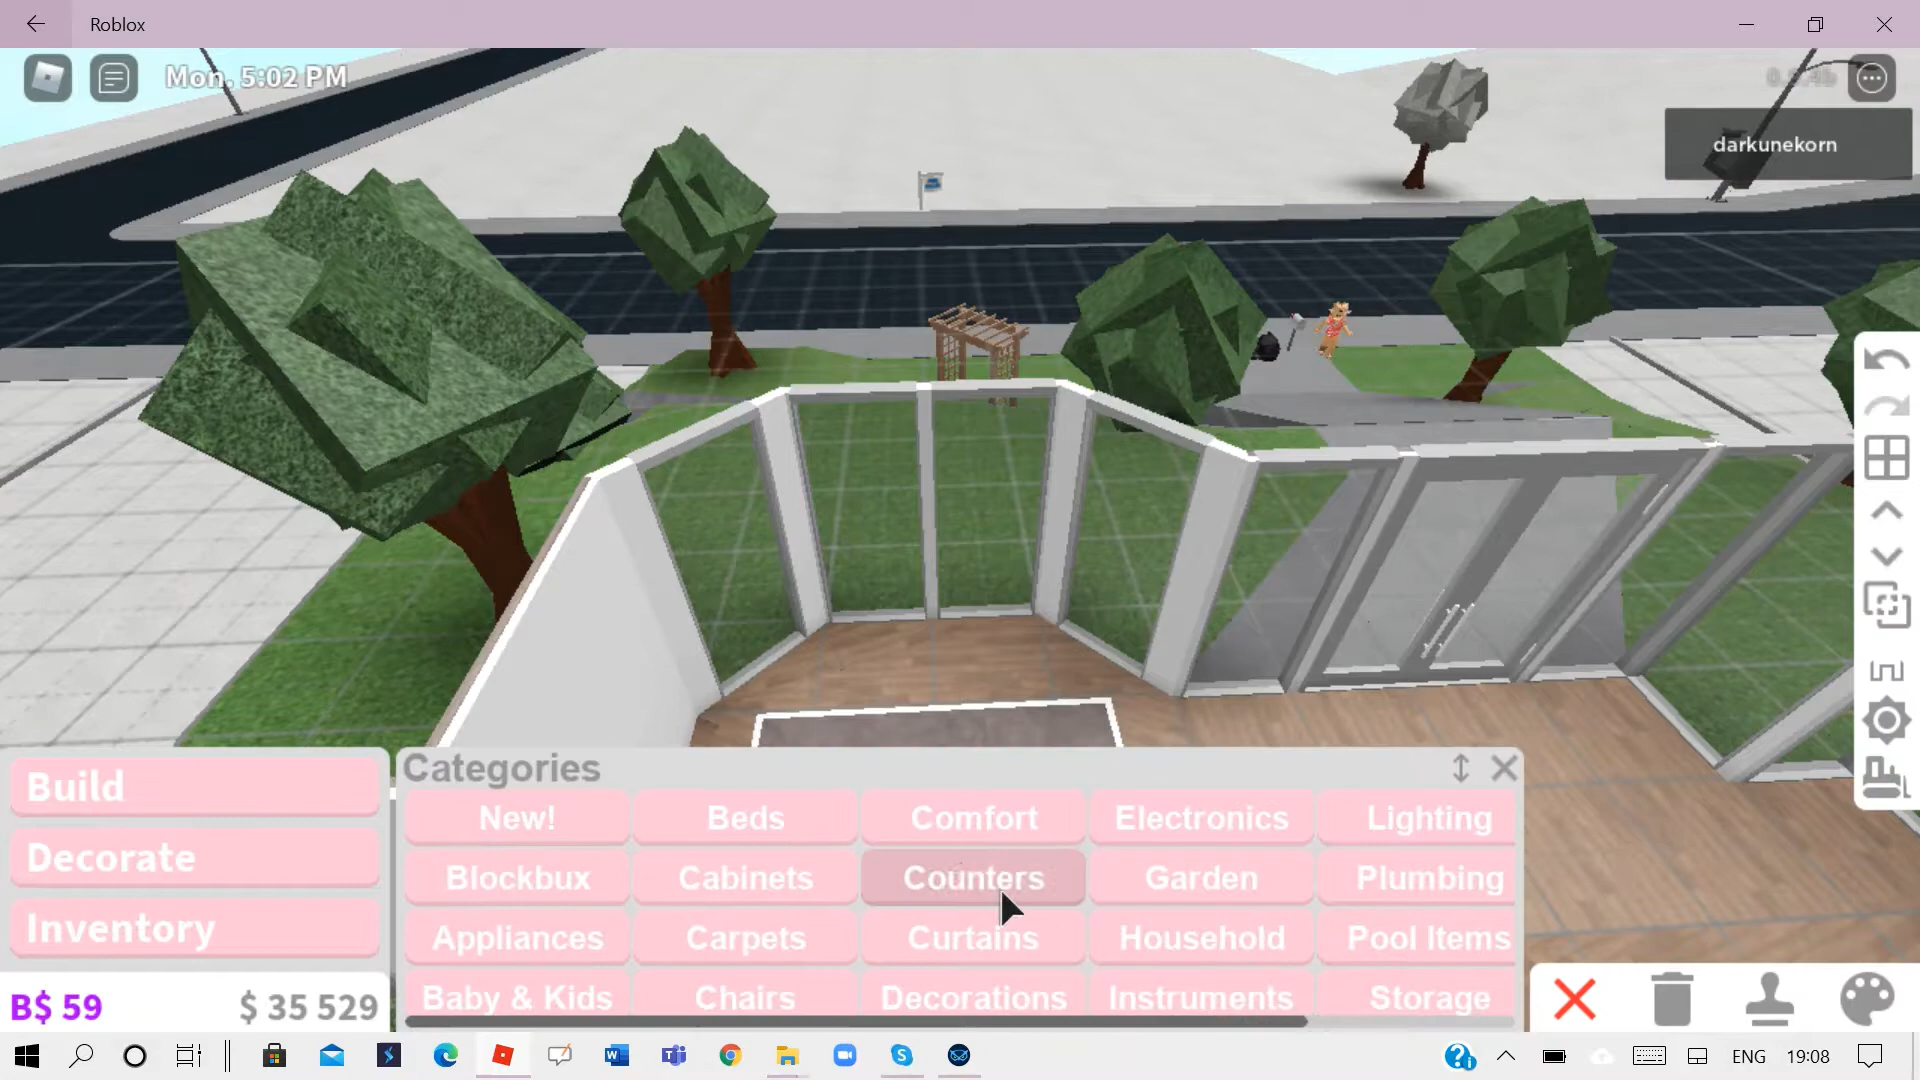 Roblox
Mon. 5:02 PM
darkunekorn
Build
Decorate
Inventory
B$ 59
$ 35 529
Categories
New!
Beds
Comfort
Electronics
Lighting
Blockbux
Cabinets
Counters
Garden
Plumbing
Appliances
Carpets
Curtains
Household
Pool Items
Baby & Kids
Chairs
Decorations
Instruments
Storage
ENG
19:08